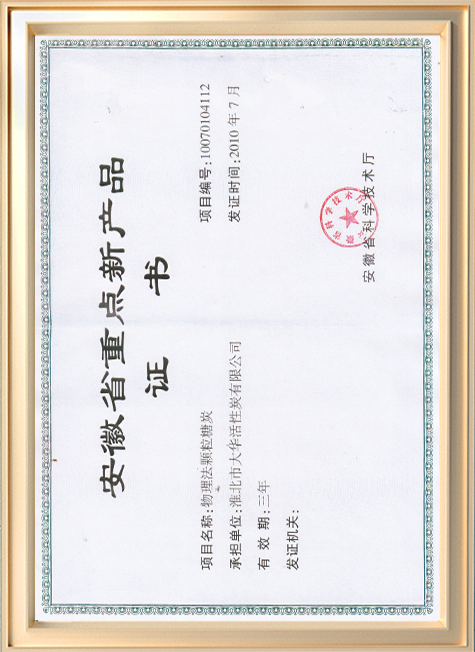 安徽省重点新产品
证 书
项目名称:物理法颗粒糖炭
项目编号:10070104112
承担单位:淮北市大华活性炭有限公司
发证时间:2010 年 7 月
有 效 期:三年
发证机关:
安徽省科学技术厅